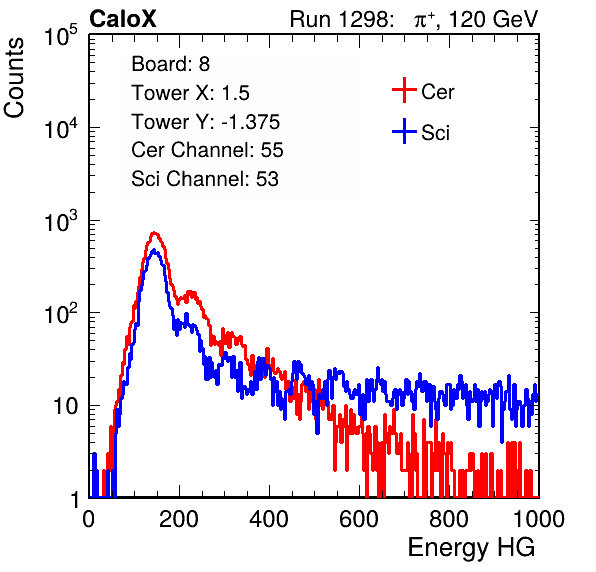 CaloX Run 1298: π⁺, 120 GeV
Board: 8
Tower X: 1.5
Tower Y: -1.375
Cer Channel: 55
Sci Channel: 53
Cer
Sci
Counts
10⁵
10⁴
10³
10²
10
1
0 200 400 600 800 1000
Energy HG